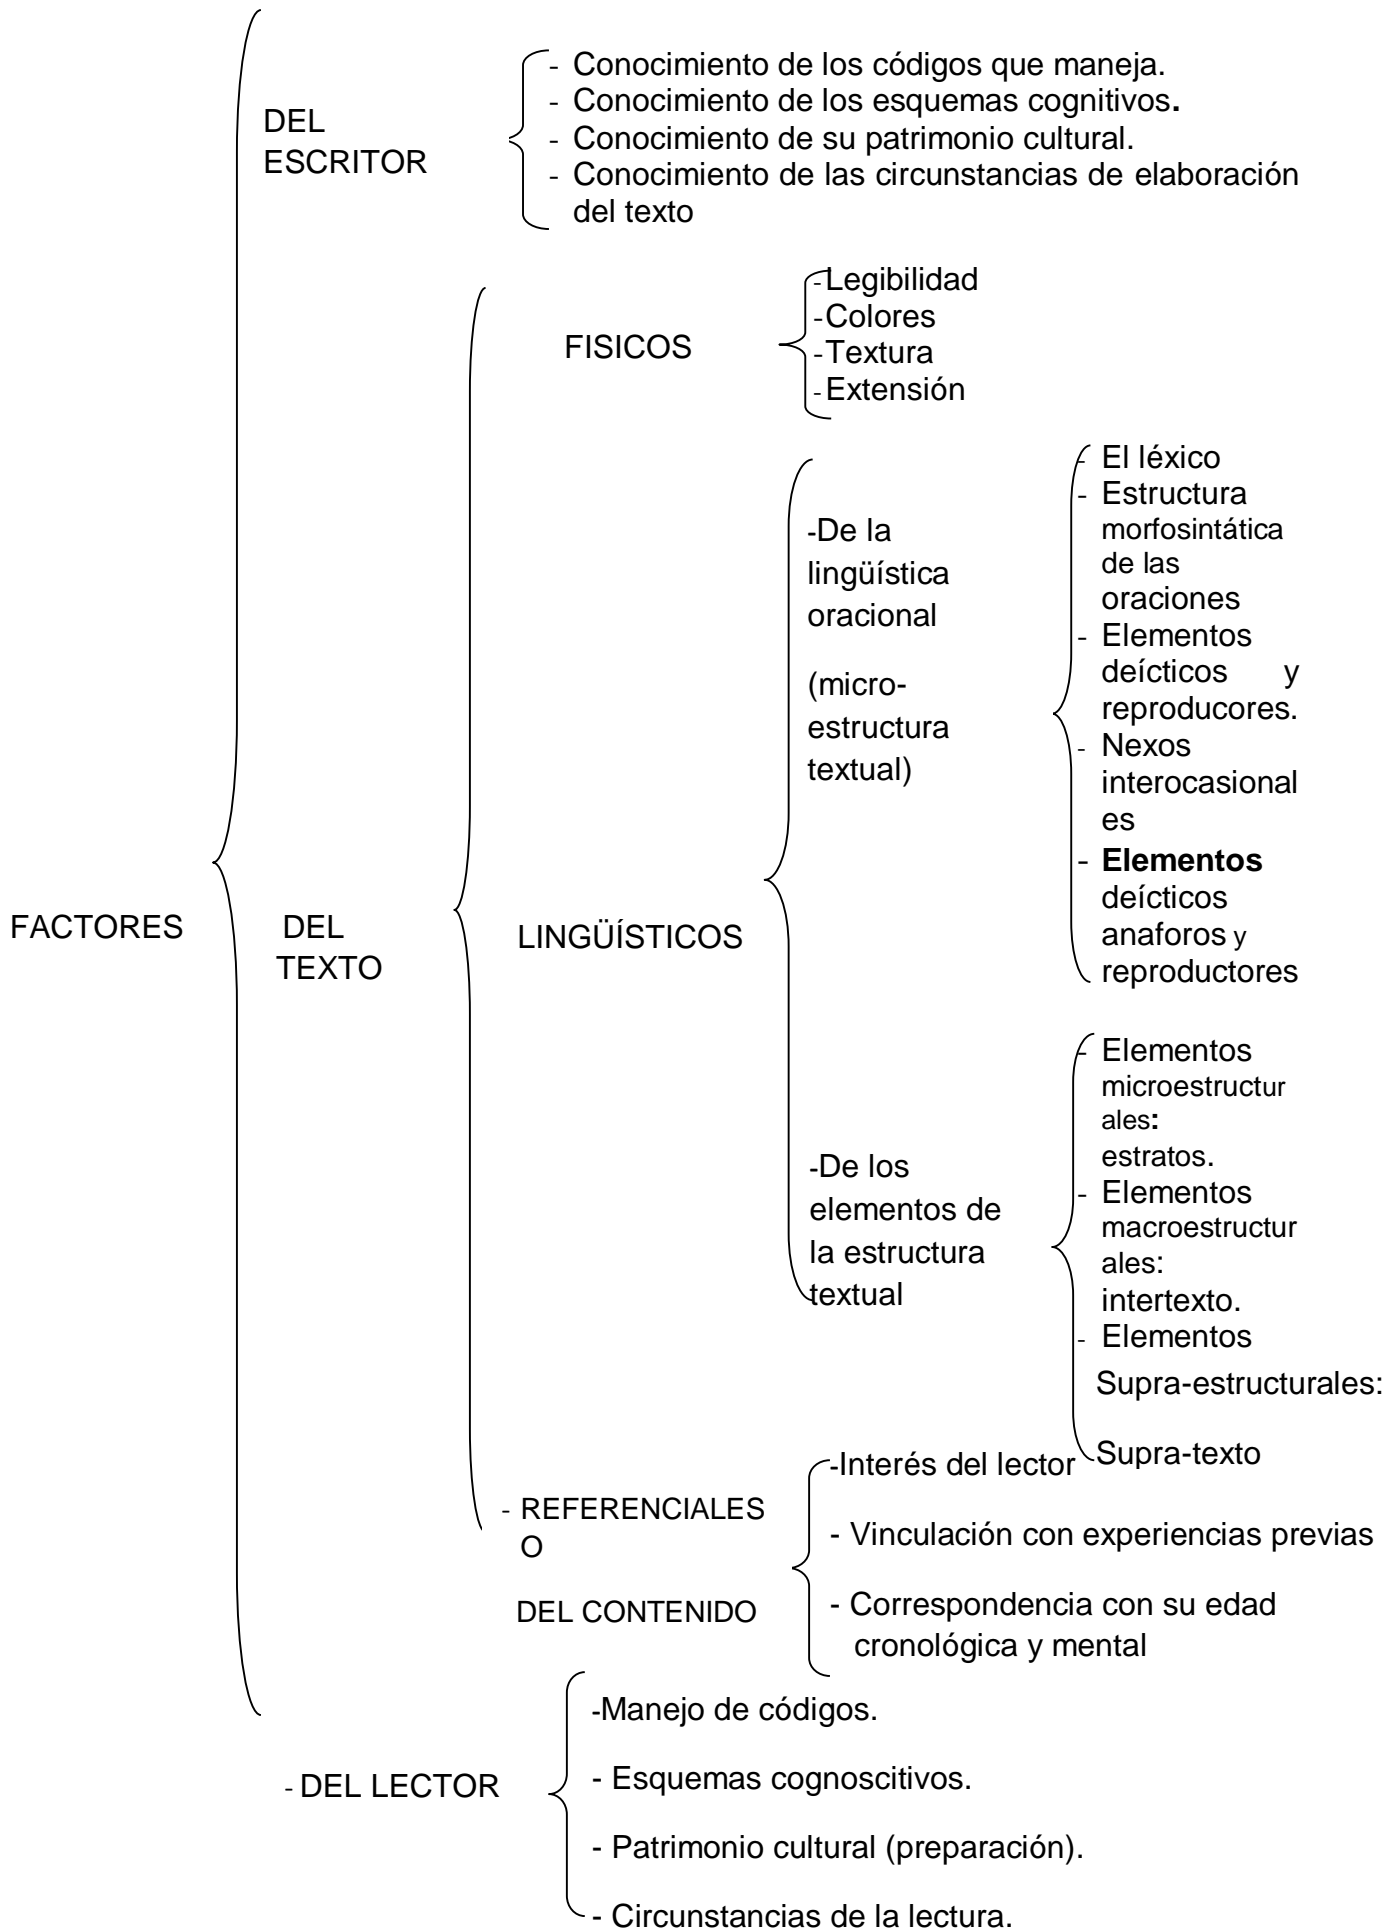 FACTORES
DEL
ESCRITOR
- Conocimiento de los códigos que maneja.
- Conocimiento de los esquemas cognitivos.
- Conocimiento de su patrimonio cultural.
- Conocimiento de las circunstancias de elaboración
del texto
DEL
TEXTO
FISICOS
-Legibilidad
-Colores
-Textura
-Extensión
LINGÜÍSTICOS
-De la
lingüística
oracional
(micro-
estructura
textual)
- El léxico
- Estructura
morfosintática
de las
oraciones
- Elementos
deícticos y
reproducores.
- Nexos
interocasional
es
- Elementos
deícticos
anaforos y
reproductores
-De los
elementos de
la estructura
textual
- Elementos
microestructur
ales:
estratos.
- Elementos
macroestructur
ales:
intertexto.
- Elementos
Supra-estructurales:
Supra-texto
- REFERENCIALES
O
DEL CONTENIDO
-Interés del lector
- Vinculación con experiencias previas
- Correspondencia con su edad
cronológica y mental
- DEL LECTOR
-Manejo de códigos.
- Esquemas cognoscitivos.
- Patrimonio cultural (preparación).
- Circunstancias de la lectura.